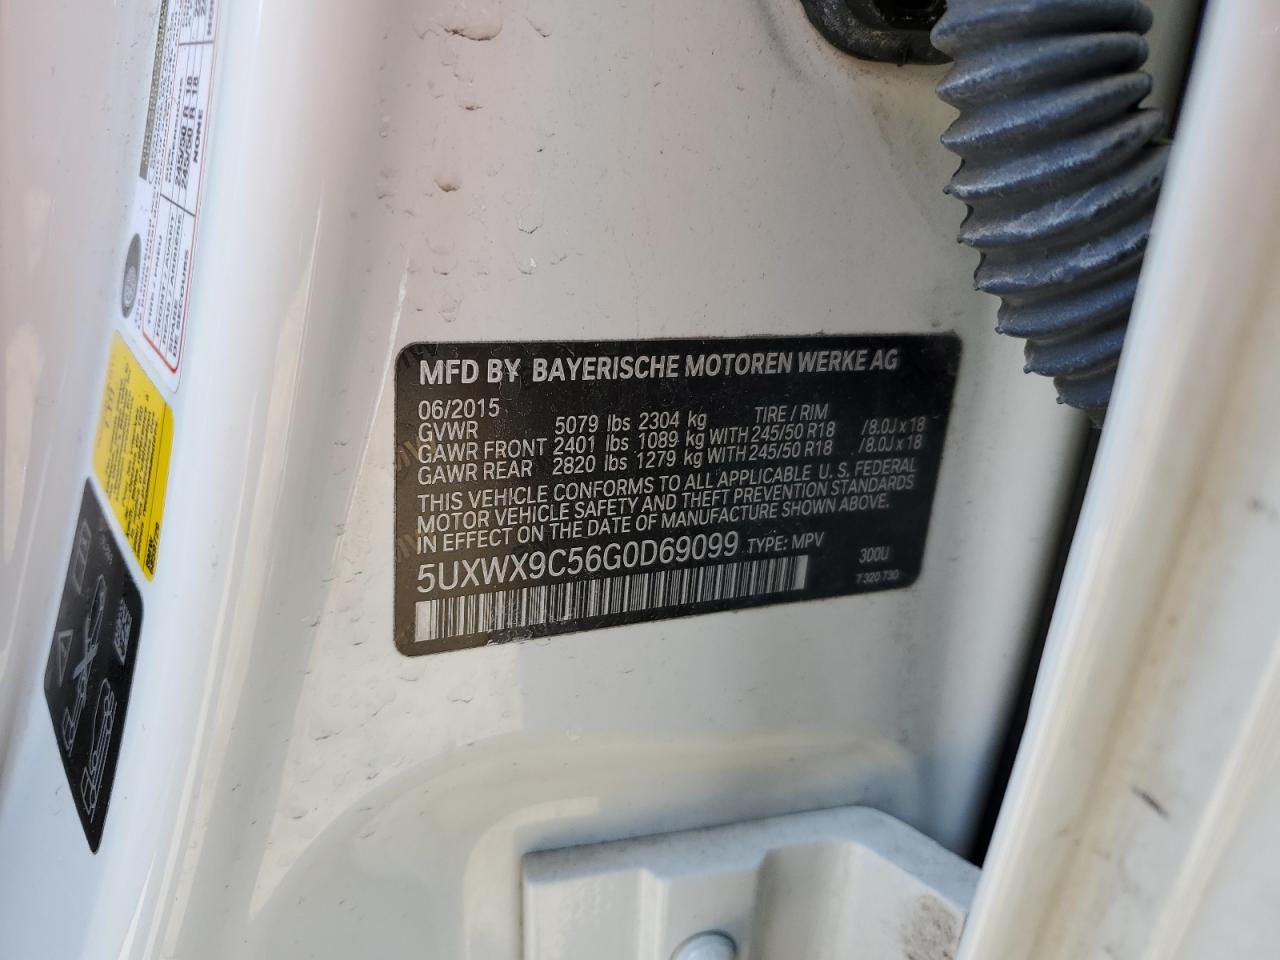 MFD BY BAYERISCHE MOTOREN WERKE AG
06/2015
GVWR 5079 lbs 2304 kg TIRE / RIM
GAWR FRONT 2401 lbs 1089 kg WITH 245/50 R18 /8.0J x 18
GAWR REAR 2820 lbs 1279 kg WITH 245/50 R18 /8.0J x 18
THIS VEHICLE CONFORMS TO ALL APPLICABLE U. S. FEDERAL
MOTOR VEHICLE SAFETY AND THEFT PREVENTION STANDARDS
IN EFFECT ON THE DATE OF MANUFACTURE SHOWN ABOVE.
5UXWX9C56G0D69099 TYPE: MPV
300U
7 320 730
NONE